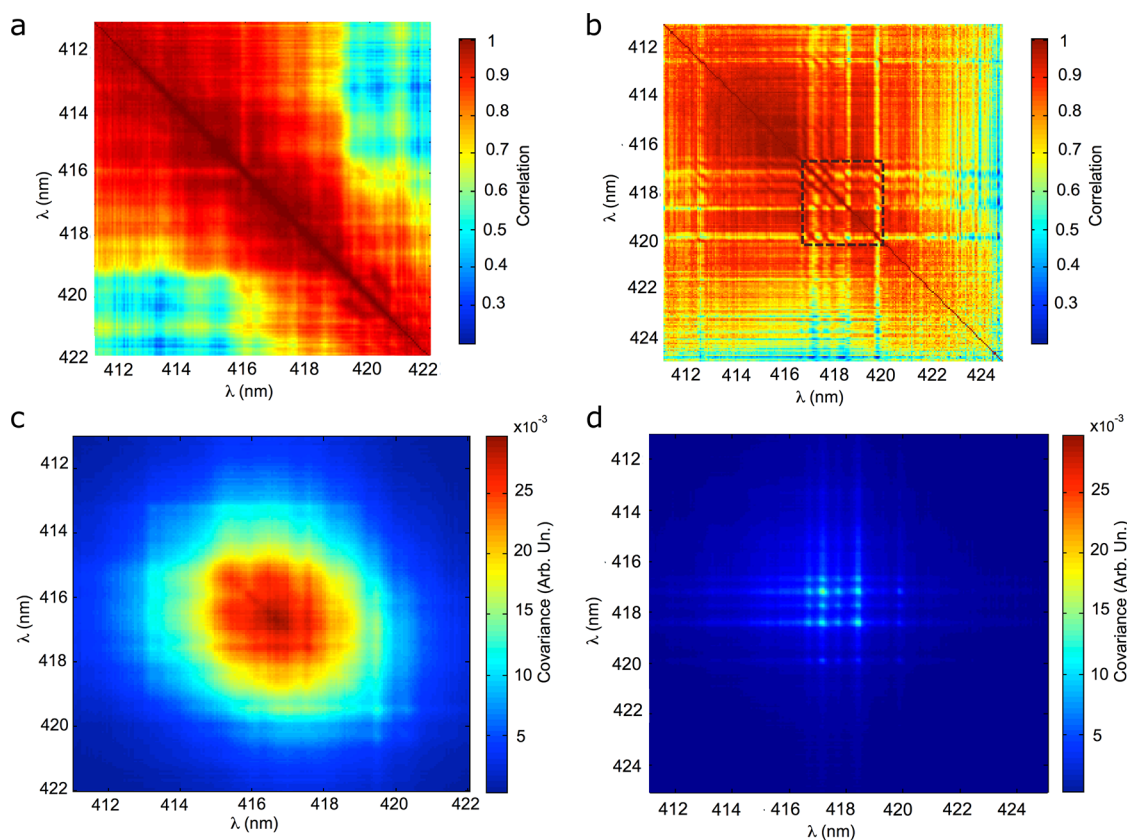 a
412
414
416
418
420
422
λ (nm)
412 414 416 418 420 422
λ (nm)
1
0.9
0.8
0.7
0.6
0.5
0.4
0.3
Correlation
b
412
414
416
418
420
422
424
λ (nm)
412 414 416 418 420 422 424
λ (nm)
1
0.9
0.8
0.7
0.6
0.5
0.4
0.3
Correlation
c
412
414
416
418
420
422
λ (nm)
412 414 416 418 420 422
λ (nm)
x10-3
25
20
15
10
5
Covariance (Arb. Un.)
d
412
414
416
418
420
422
424
λ (nm)
412 414 416 418 420 422 424
λ (nm)
x10-3
25
20
15
10
5
Covariance (Arb. Un.)